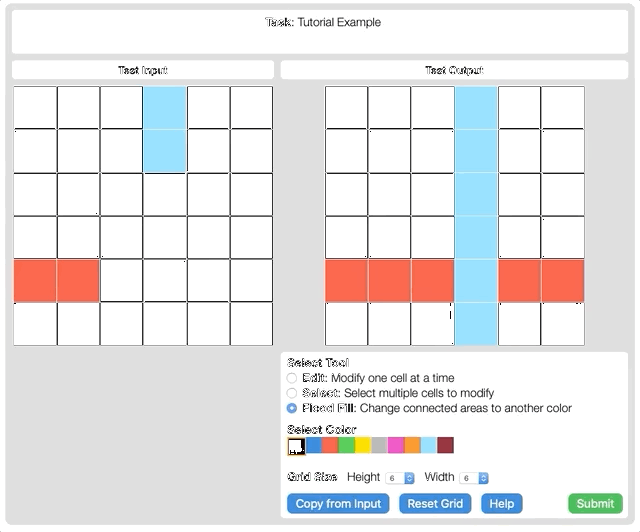 Task: Tutorial Example
Test Input
Test Output
Select Tool
Edit: Modify one cell at a time
Select: Select multiple cells to modify
Flood Fill: Change connected areas to another color
Select Color
Grid Size Height 6 Width 6
Copy from Input Reset Grid Help Submit